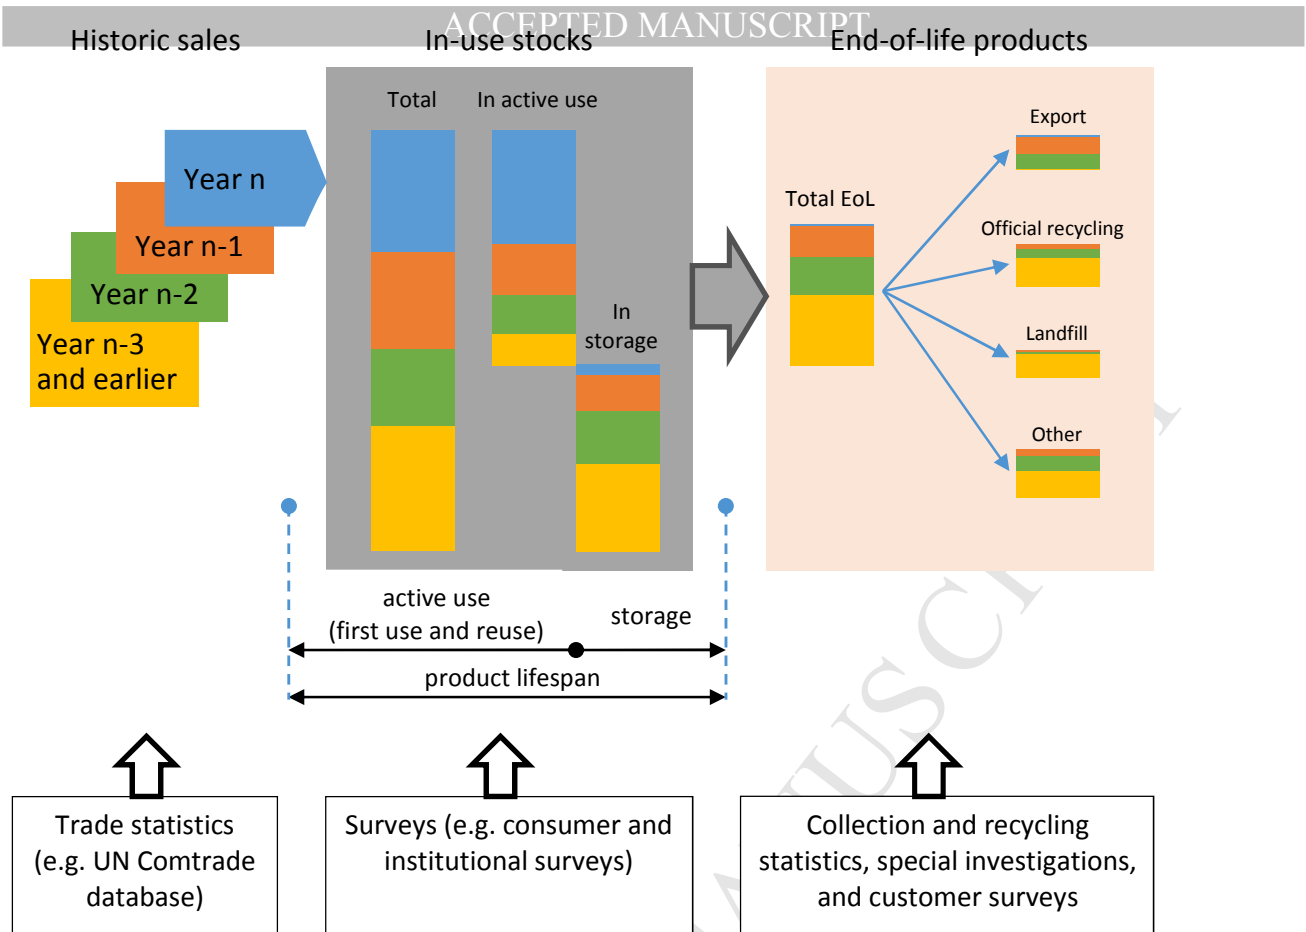 ACCEPTED MANUSCRIPT
Historic sales
In-use stocks
End-of-life products
Total
In active use
In
storage
Year n
Year n-1
Year n-2
Year n-3
and earlier
Total EoL
Export
Official recycling
Landfill
Other
active use
(first use and reuse)
storage
product lifespan
Trade statistics
(e.g. UN Comtrade
database)
Surveys (e.g. consumer and
institutional surveys)
Collection and recycling
statistics, special investigations,
and customer surveys